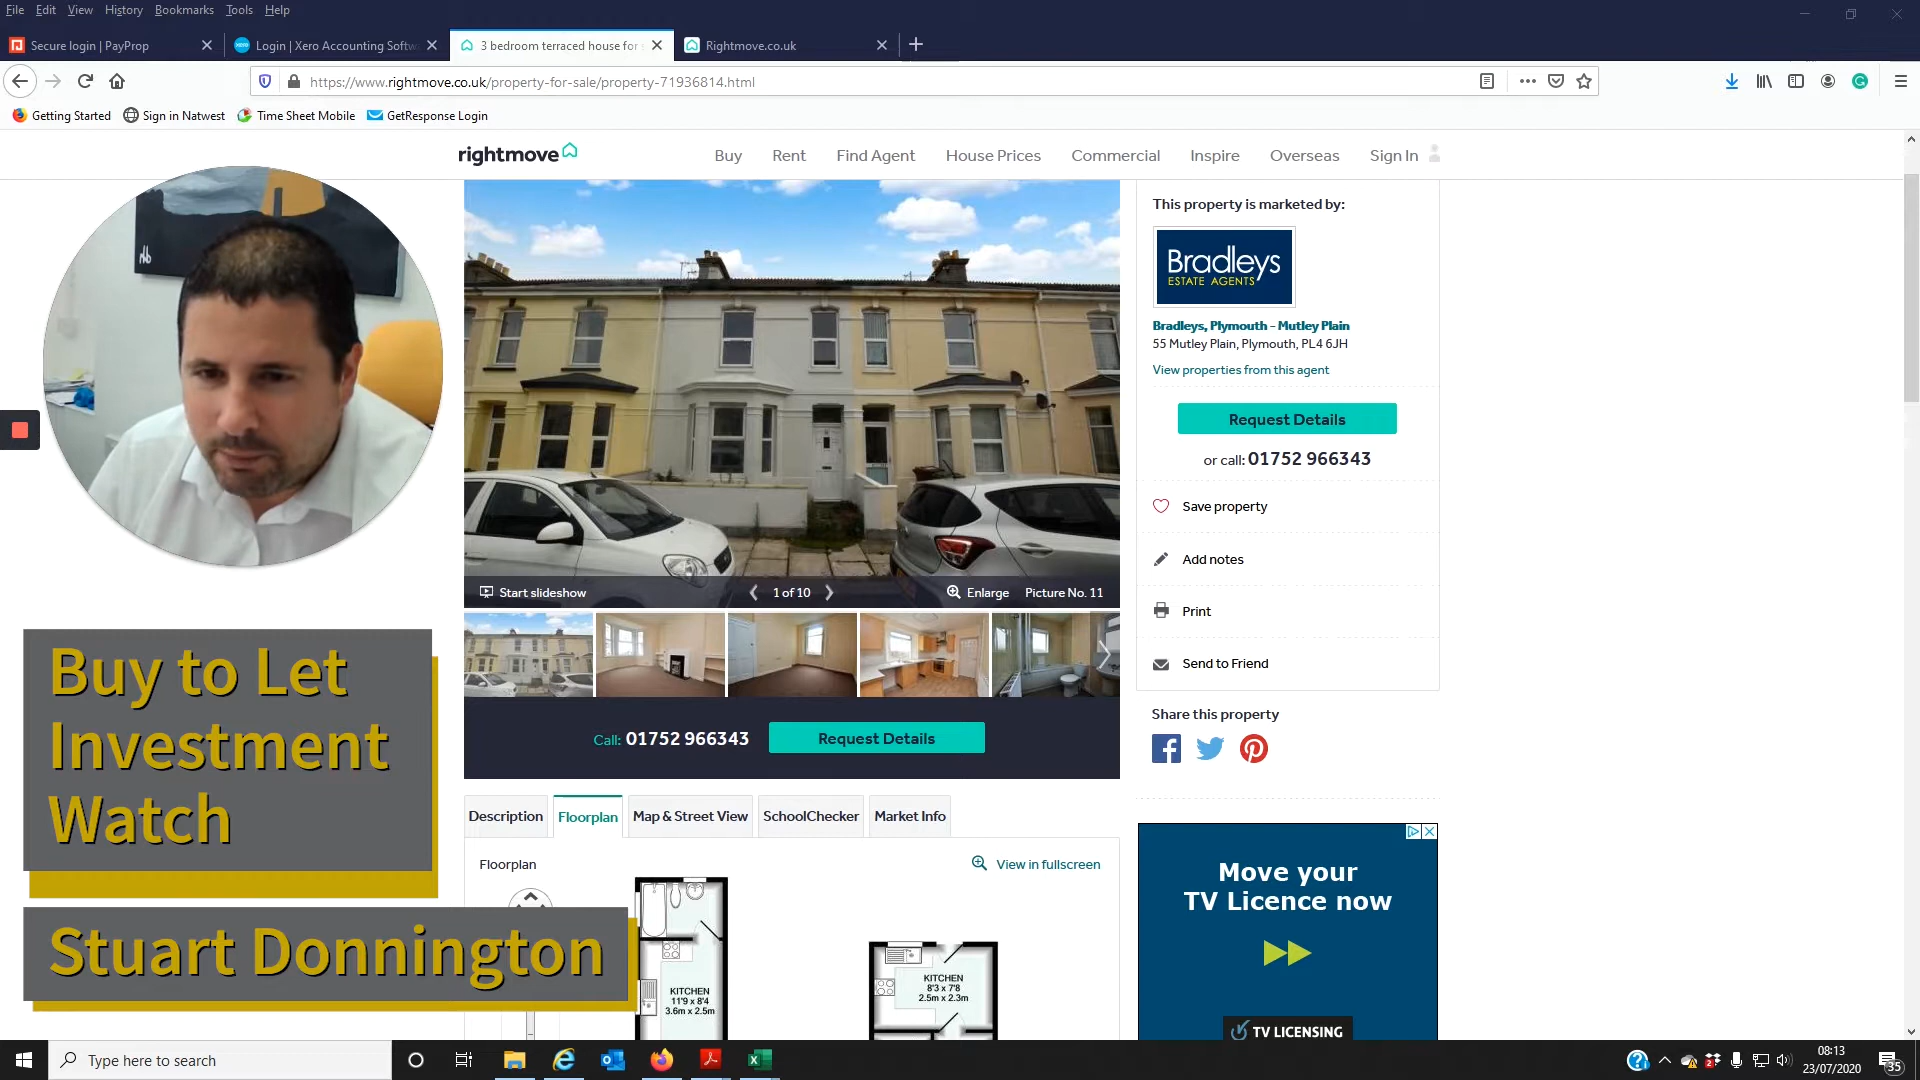 File Edit View History Bookmarks Tools Help
Secure login | PayProp
Login | Xero Accounting Softw
3 bedroom terraced house for
Rightmove.co.uk
https://www.rightmove.co.uk/property-for-sale/property-71936814.html
Getting Started Sign in Natwest Time Sheet Mobile GetResponse Login
rightmove
Buy Rent Find Agent House Prices Commercial Inspire Overseas Sign In
This property is marketed by:
Bradleys
ESTATE AGENTS
Bradleys, Plymouth - Mutley Plain
55 Mutley Plain, Plymouth, PL4 6JH
View properties from this agent
Request Details
or call: 01752 966343
Save property
Add notes
Print
Send to Friend
Share this property
Start slideshow 1 of 10 Enlarge Picture No. 11
Call: 01752 966343 Request Details
Description Floorplan Map & Street View SchoolChecker Market Info
Floorplan View in fullscreen
KITCHEN
11'9 x 8'4
3.6m x 2.5m
KITCHEN
8'3 x 7'8
2.5m x 2.3m
Move your
TV Licence now
TV LICENSING
Buy to Let
Investment
Watch
Stuart Donnington
Type here to search
08:13
23/07/2020
35